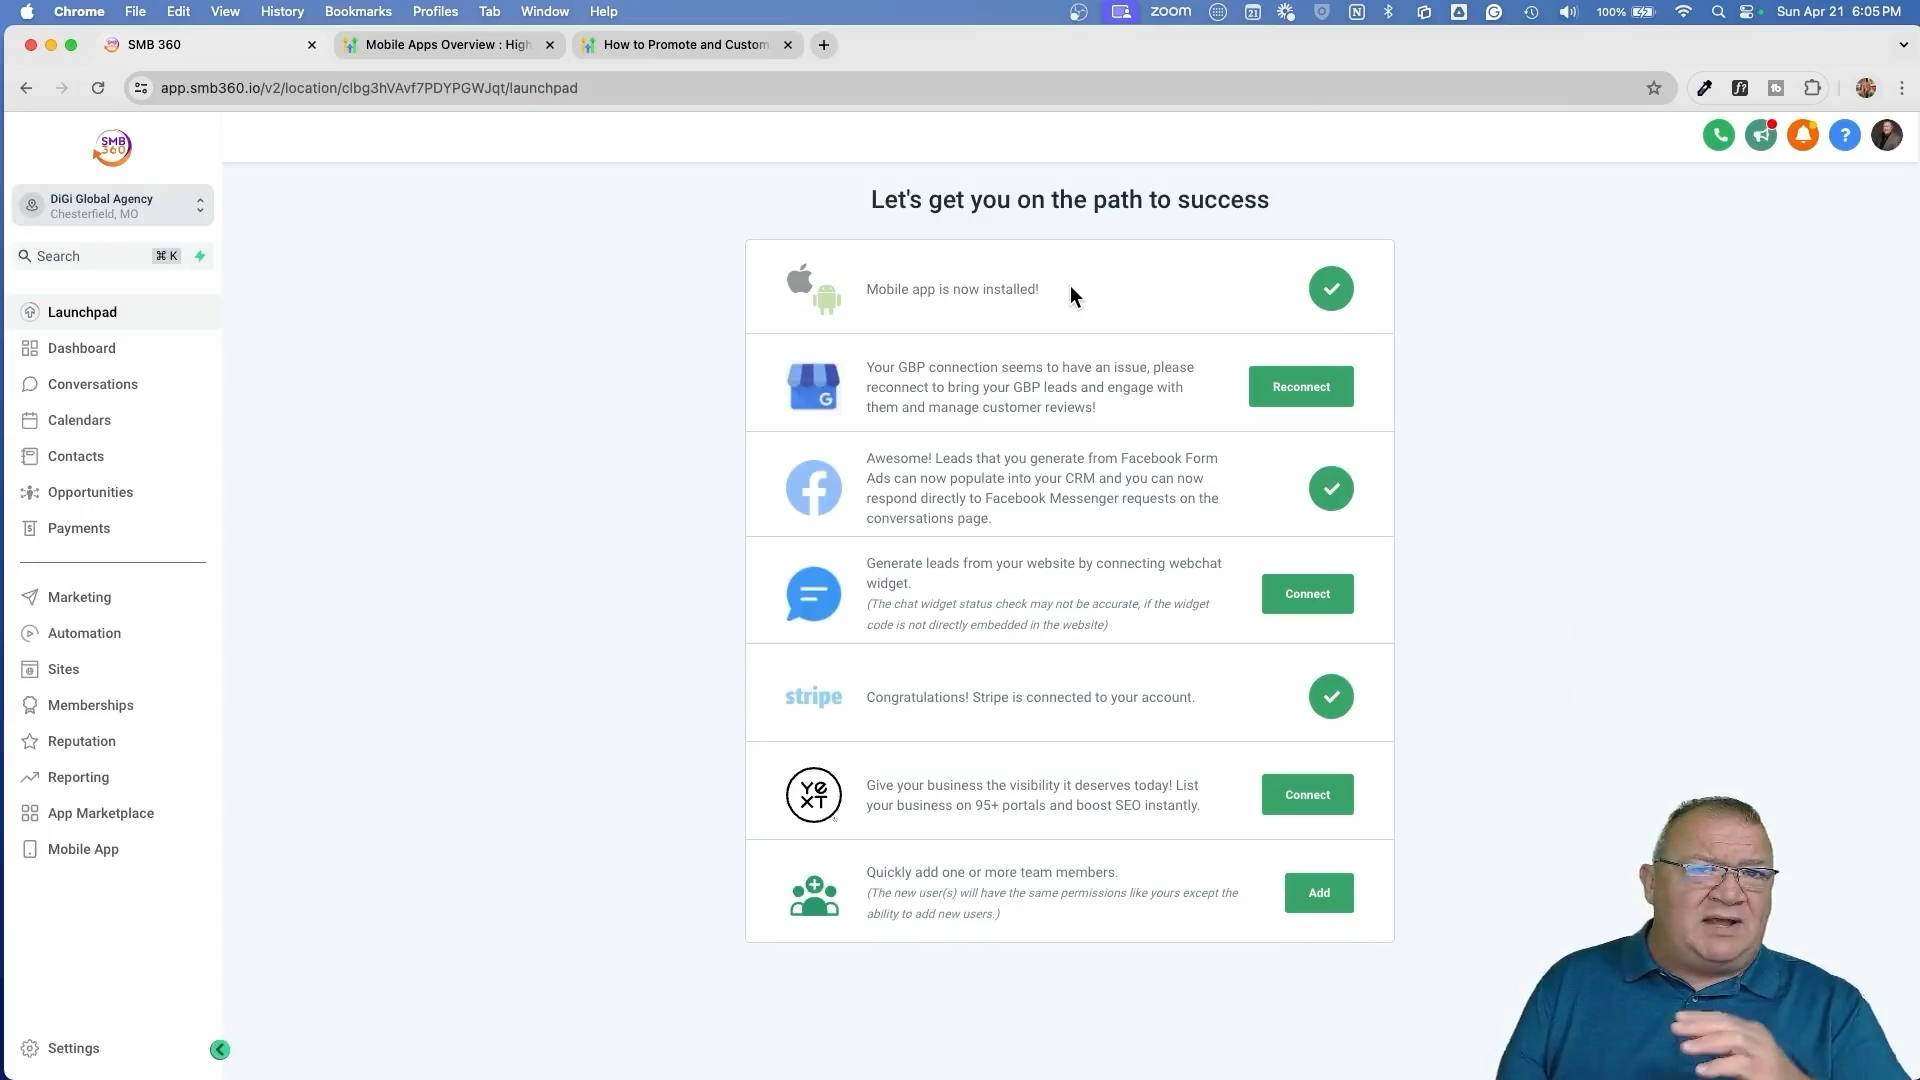 Chrome File Edit View History Bookmarks Profiles Tab Window Help
zoom 21 100% Sun Apr 21 6:05 PM
SMB 360
Mobile Apps Overview : High
How to Promote and Custom
app.smb360.io/v2/location/clbg3hVAvf7PDYPGWJqt/launchpad
f?
tb
SMB
360
DiGi Global Agency
Chesterfield, MO
Search ⌘ K
Launchpad
Dashboard
Conversations
Calendars
Contacts
Opportunities
Payments
Marketing
Automation
Sites
Memberships
Reputation
Reporting
App Marketplace
Mobile App
Settings
?
Let's get you on the path to success
Mobile app is now installed!
G
Your GBP connection seems to have an issue, please
reconnect to bring your GBP leads and engage with
them and manage customer reviews!
Reconnect
Awesome! Leads that you generate from Facebook Form
Ads can now populate into your CRM and you can now
respond directly to Facebook Messenger requests on the
conversations page.
Generate leads from your website by connecting webchat
widget.
(The chat widget status check may not be accurate, if the widget
code is not directly embedded in the website)
Connect
stripe
Congratulations! Stripe is connected to your account.
YEXT
Give your business the visibility it deserves today! List
your business on 95+ portals and boost SEO instantly.
Connect
Quickly add one or more team members.
(The new user(s) will have the same permissions like yours except the
ability to add new users.)
Add